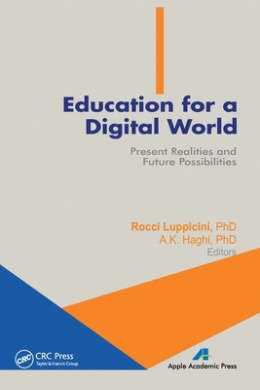 Education for a
Digital World
Present Realities and
Future Possibilities
Rocci Luppicini, PhD
A.K. Haghi, PhD
Editors
CRC Press
Taylor & Francis Group
Apple Academic Press